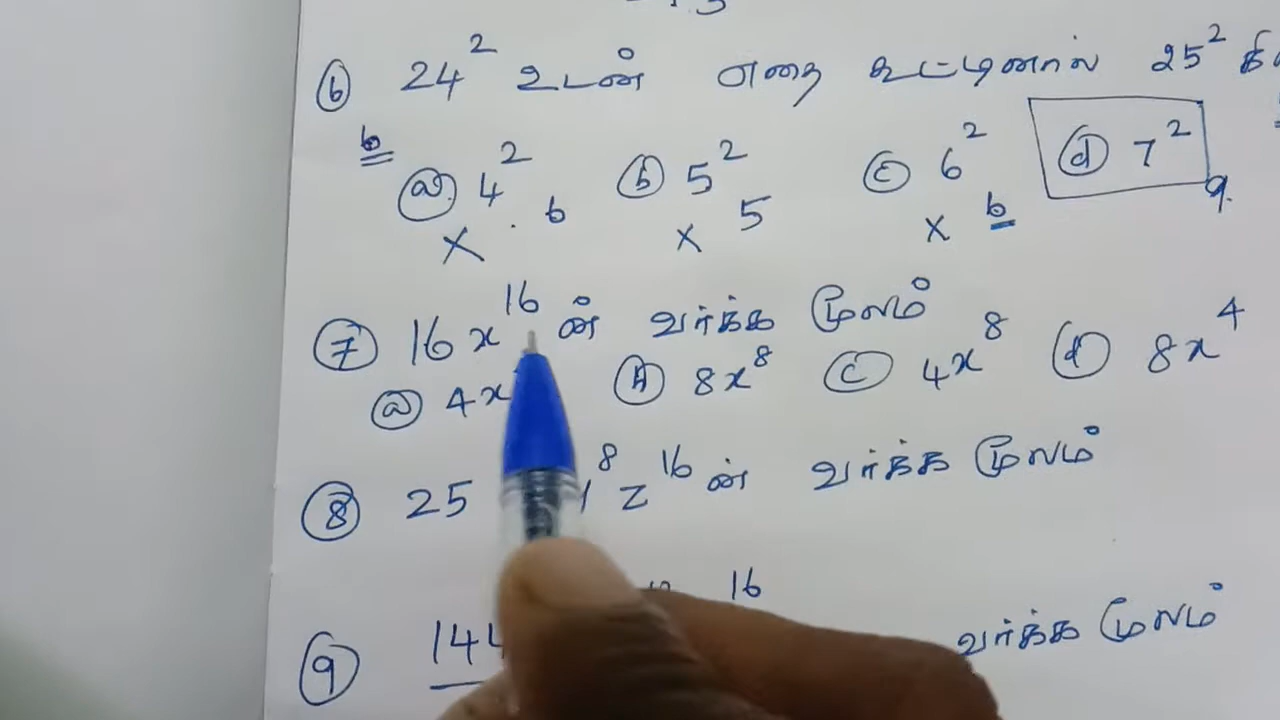 ⑥ 24² உடன் எதை கூட்டினால் 25²
6
ⓐ 4² ⓑ 5² ⓒ 6² ⓓ 7²
× 6 × 5 × 6 9
⑦ 16x¹⁶ ன் வர்க்க மூலம்
ⓐ 4x ⓑ 8x⁸ ⓒ 4x⁸ ⓓ 8x⁴
⑧ 25 ⁸ z¹⁶ ன் வர்க்க மூலம்
⑨ 144 16 வர்க்க மூலம்